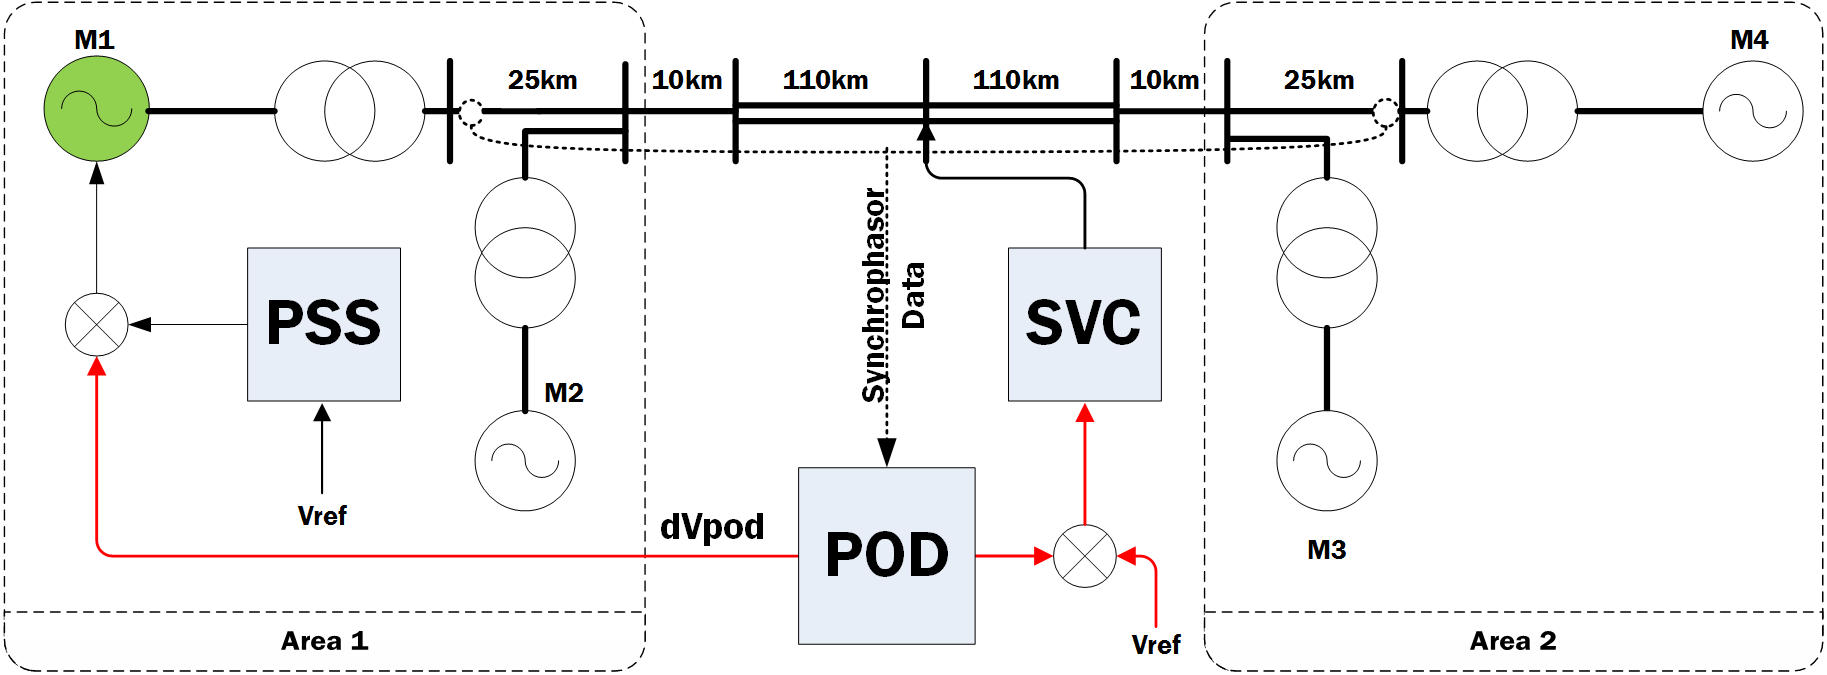 M1
M4
25km
10km
110km
110km
10km
25km
Synchrophasor
Data
PSS
SVC
M2
Vref
dVpod
POD
M3
Vref
Area 1
Area 2